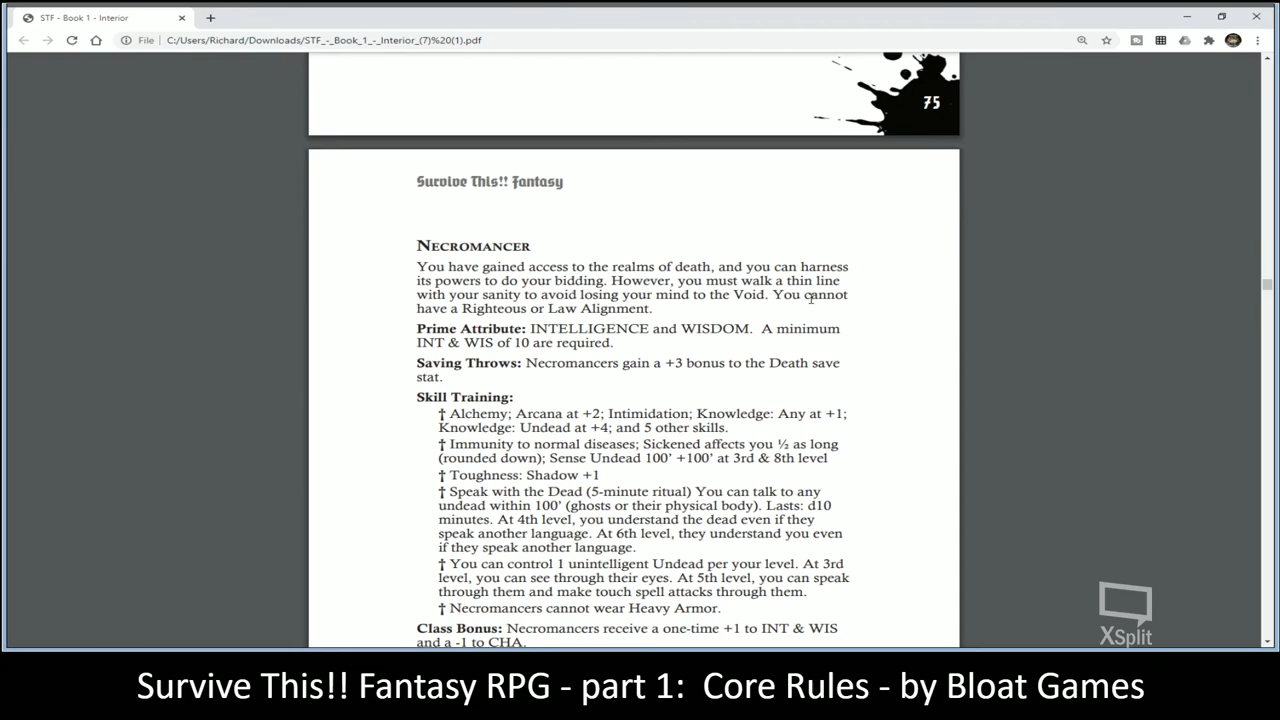 STF - Book 1 - Interior
File C:/Users/Richard/Downloads/STF_-_Book_1_-_Interior_(7)%20(1).pdf
75
Survive This!! Fantasy
NECROMANCER
You have gained access to the realms of death, and you can harness
its powers to do your bidding. However, you must walk a thin line
with your sanity to avoid losing your mind to the Void. You cannot
have a Righteous or Law Alignment.
Prime Attribute: INTELLIGENCE and WISDOM. A minimum
INT & WIS of 10 are required.
Saving Throws: Necromancers gain a +3 bonus to the Death save
stat.
Skill Training:
† Alchemy; Arcana at +2; Intimidation; Knowledge: Any at +1;
Knowledge: Undead at +4; and 5 other skills.
† Immunity to normal diseases; Sickened affects you ½ as long
(rounded down); Sense Undead 100’ +100’ at 3rd & 8th level
† Toughness: Shadow +1
† Speak with the Dead (5-minute ritual) You can talk to any
undead within 100’ (ghosts or their physical body). Lasts: d10
minutes. At 4th level, you understand the dead even if they
speak another language. At 6th level, they understand you even
if they speak another language.
† You can control 1 unintelligent Undead per your level. At 3rd
level, you can see through their eyes. At 5th level, you can speak
through them and make touch spell attacks through them.
† Necromancers cannot wear Heavy Armor.
Class Bonus: Necromancers receive a one-time +1 to INT & WIS
and a -1 to CHA.
XSplit
Survive This!! Fantasy RPG - part 1: Core Rules - by Bloat Games